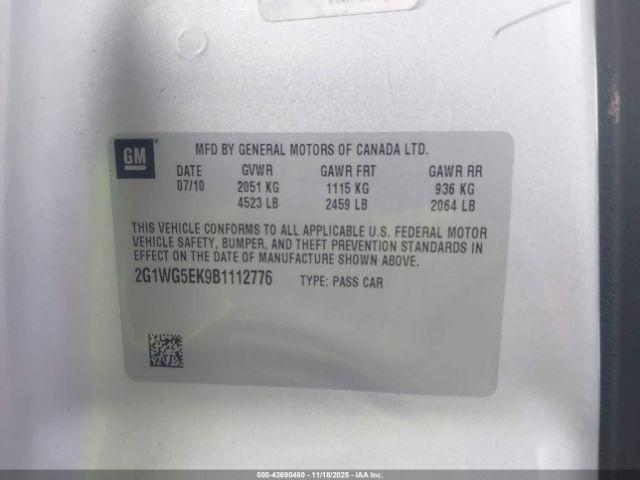 GM
MFD BY GENERAL MOTORS OF CANADA LTD.
DATE GVWR GAWR FRT GAWR RR
07/10 2051 KG 1115 KG 936 KG
4523 LB 2459 LB 2064 LB
THIS VEHICLE CONFORMS TO ALL APPLICABLE U.S. FEDERAL MOTOR
VEHICLE SAFETY, BUMPER, AND THEFT PREVENTION STANDARDS IN
EFFECT ON THE DATE OF MANUFACTURE SHOWN ABOVE.
2G1WG5EK9B1112776 TYPE: PASS CAR
000-43690460 - 11/18/2025 - IAA Inc.